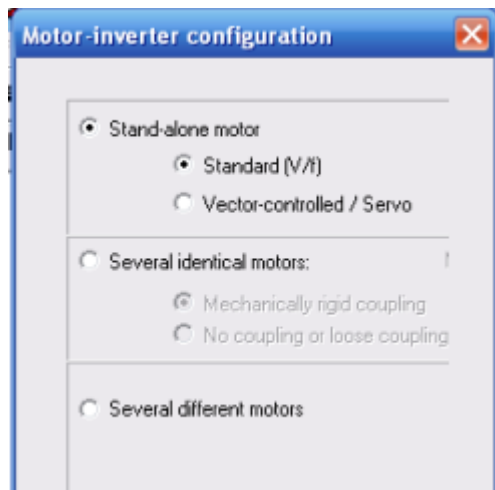 Motor-inverter configuration
Stand-alone motor
Standard (V/f)
Vector-controlled / Servo
Several identical motors:
Mechanically rigid coupling
No coupling or loose coupling
Several different motors